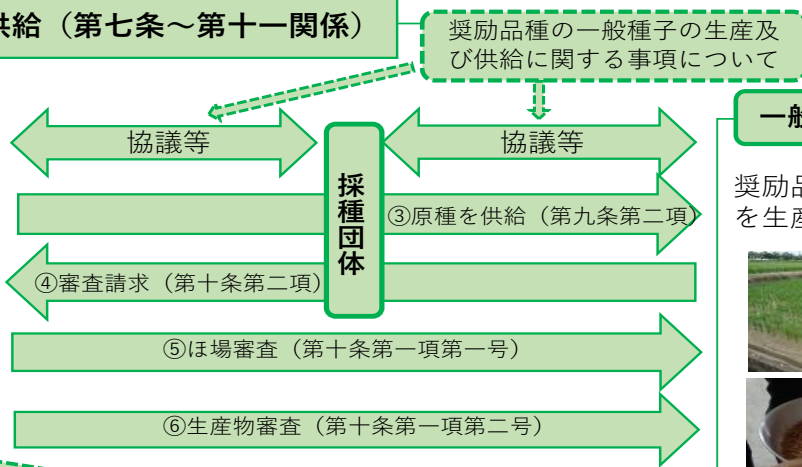 供給（第七条～第十一関係）
奨励品種の一般種子の生産及
び供給に関する事項について
協議等
協議等
一般
採種団体
奨励品
を生産
③原種を供給（第九条第二項）
④審査請求（第十条第二項）
⑤ほ場審査（第十条第一項第一号）
⑥生産物審査（第十条第一項第二号）